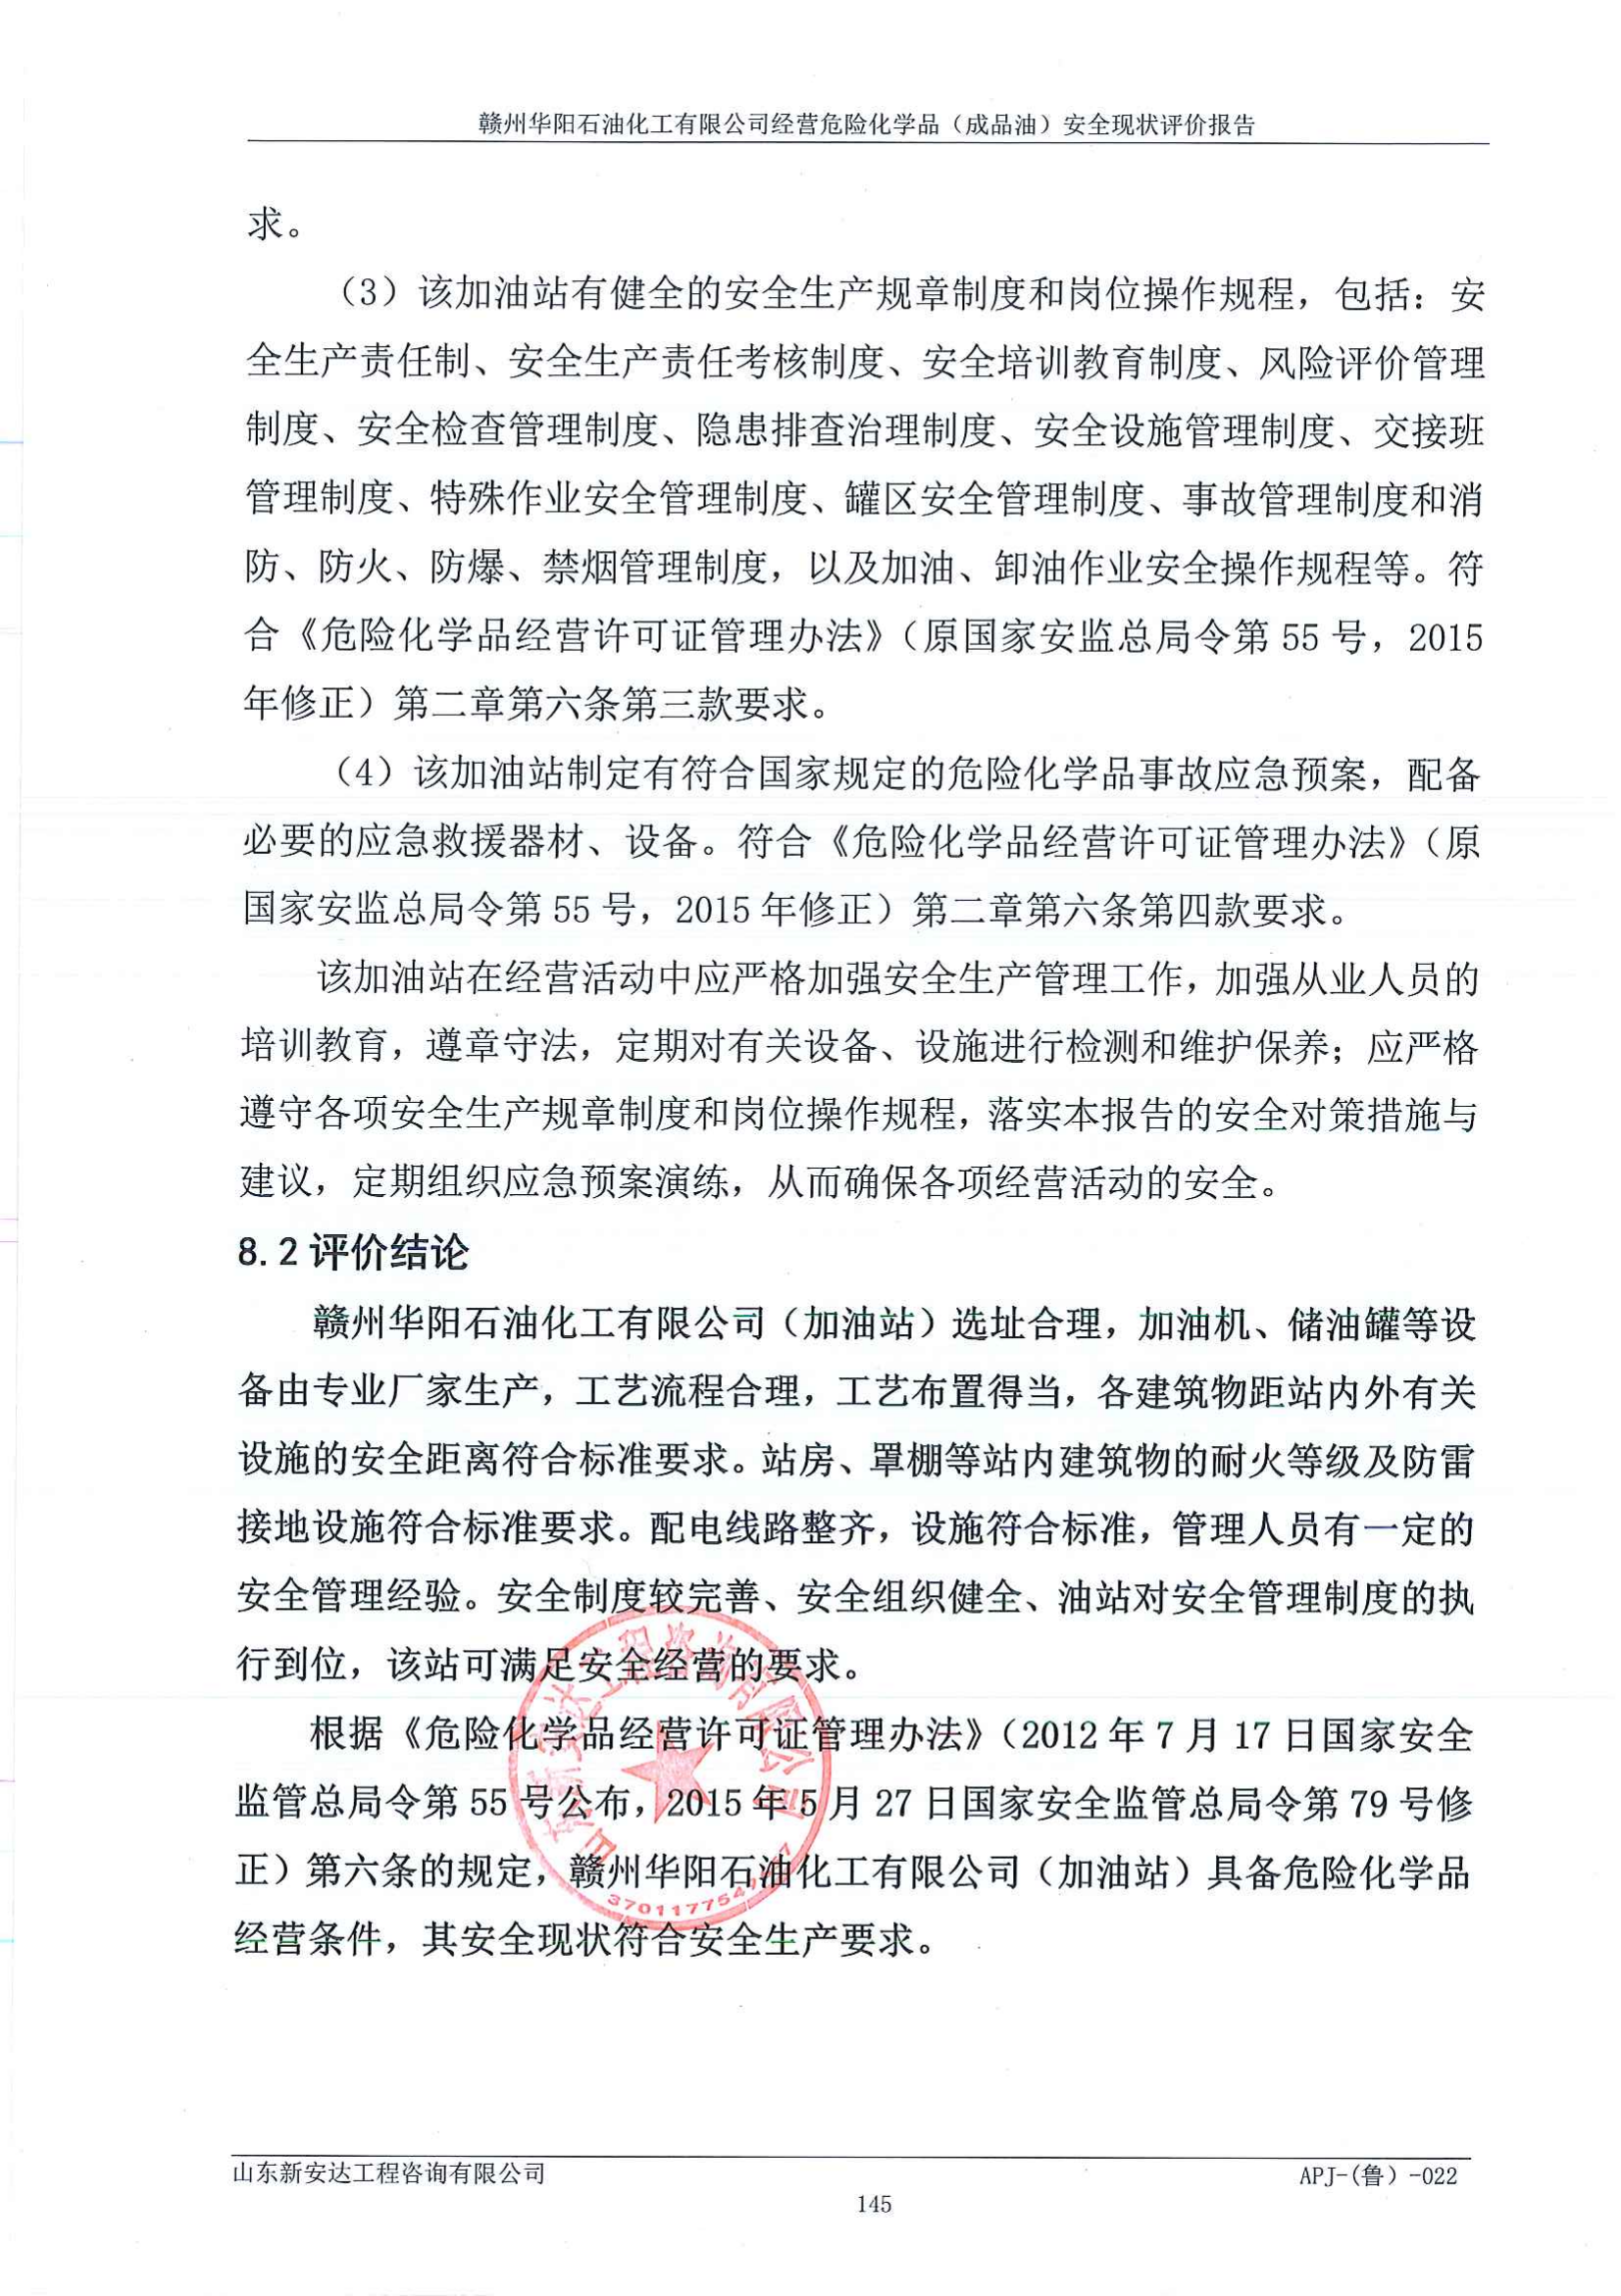 赣州华阳石油化工有限公司经营危险化学品（成品油）安全现状评价报告
求。
（3）该加油站有健全的安全生产规章制度和岗位操作规程，包括：安
全生产责任制、安全生产责任考核制度、安全培训教育制度、风险评价管理
制度、安全检查管理制度、隐患排查治理制度、安全设施管理制度、交接班
管理制度、特殊作业安全管理制度、罐区安全管理制度、事故管理制度和消
防、防火、防爆、禁烟管理制度，以及加油、卸油作业安全操作规程等。符
合《危险化学品经营许可证管理办法》（原国家安监总局令第 55 号，2015
年修正）第二章第六条第三款要求。
（4）该加油站制定有符合国家规定的危险化学品事故应急预案，配备
必要的应急救援器材、设备。符合《危险化学品经营许可证管理办法》（原
国家安监总局令第 55 号，2015 年修正）第二章第六条第四款要求。
该加油站在经营活动中应严格加强安全生产管理工作，加强从业人员的
培训教育，遵章守法，定期对有关设备、设施进行检测和维护保养；应严格
遵守各项安全生产规章制度和岗位操作规程，落实本报告的安全对策措施与
建议，定期组织应急预案演练，从而确保各项经营活动的安全。
8.2 评价结论
赣州华阳石油化工有限公司（加油站）选址合理，加油机、储油罐等设
备由专业厂家生产，工艺流程合理，工艺布置得当，各建筑物距站内外有关
设施的安全距离符合标准要求。站房、罩棚等站内建筑物的耐火等级及防雷
接地设施符合标准要求。配电线路整齐，设施符合标准，管理人员有一定的
安全管理经验。安全制度较完善、安全组织健全、油站对安全管理制度的执
行到位，该站可满足安全经营的要求。
根据《危险化学品经营许可证管理办法》（2012 年 7 月 17 日国家安全
监管总局令第 55 号公布，2015 年 5 月 27 日国家安全监管总局令第 79 号修
正）第六条的规定，赣州华阳石油化工有限公司（加油站）具备危险化学品
经营条件，其安全现状符合安全生产要求。
山东新安达工程咨询有限公司
山东新安达工程咨询有限公司
APJ-(鲁）-022
145